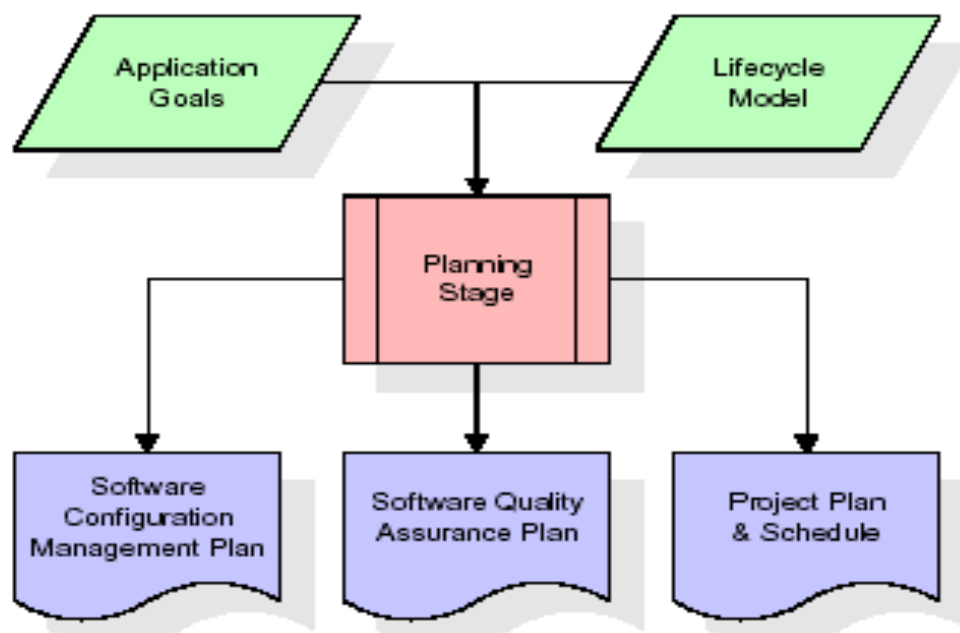 Application
Goals
Lifecycle
Model
Planning
Stage
Software
Configuration
Management Plan
Software Quality
Assurance Plan
Project Plan
& Schedule